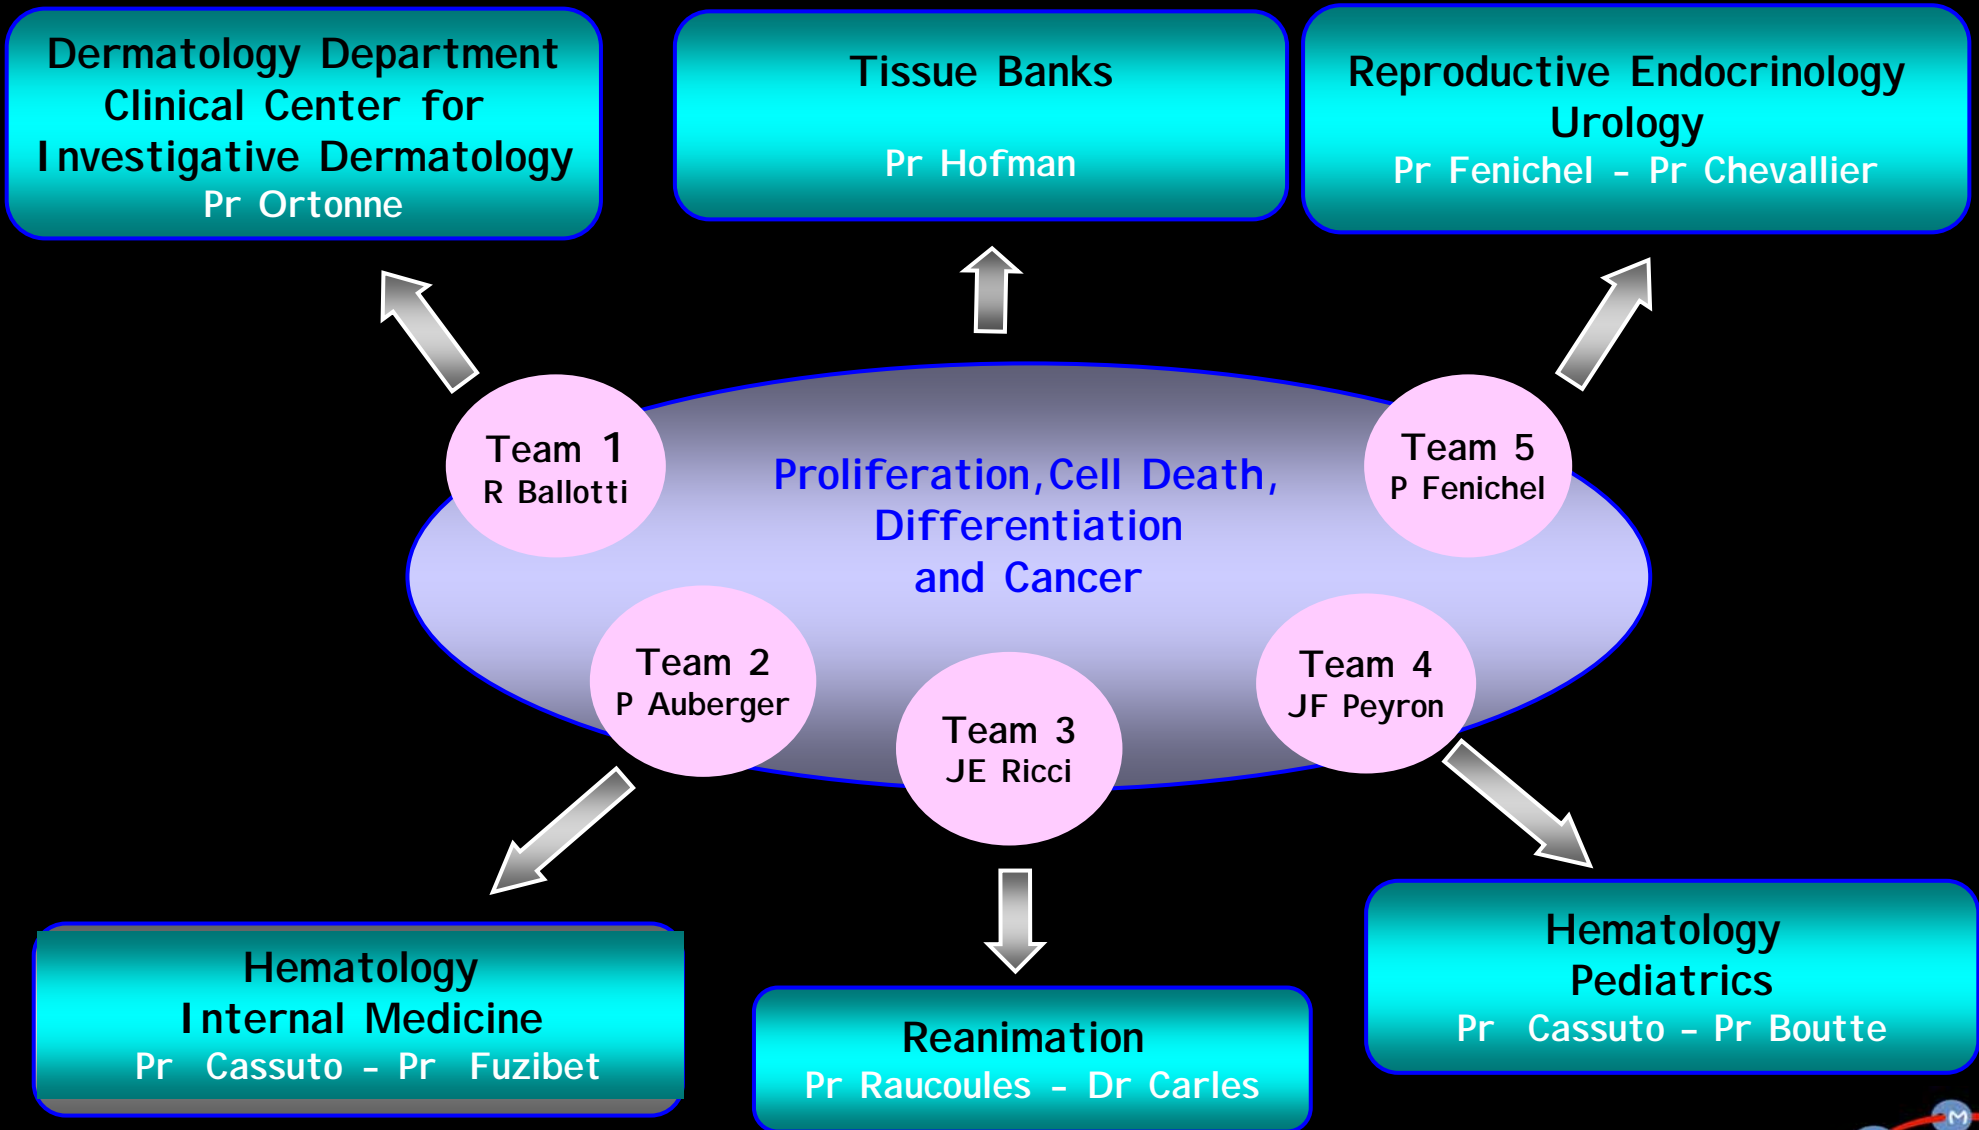 Dermatology Department
Clinical Center for
Investigative Dermatology
Pr Ortonne
Tissue Banks
Pr Hofman
Reproductive Endocrinology
Urology
Pr Fenichel - Pr Chevallier
Team 1
R Ballotti
Proliferation, Cell Death,
Differentiation
and Cancer
Team 5
P Fenichel
Team 2
P Auberger
Team 3
JE Ricci
Team 4
JF Peyron
Hematology
Internal Medicine
Pr Cassuto - Pr Fuzibet
Reanimation
Pr Raucoules - Dr Carles
Hematology
Pediatrics
Pr Cassuto - Pr Boutte
M